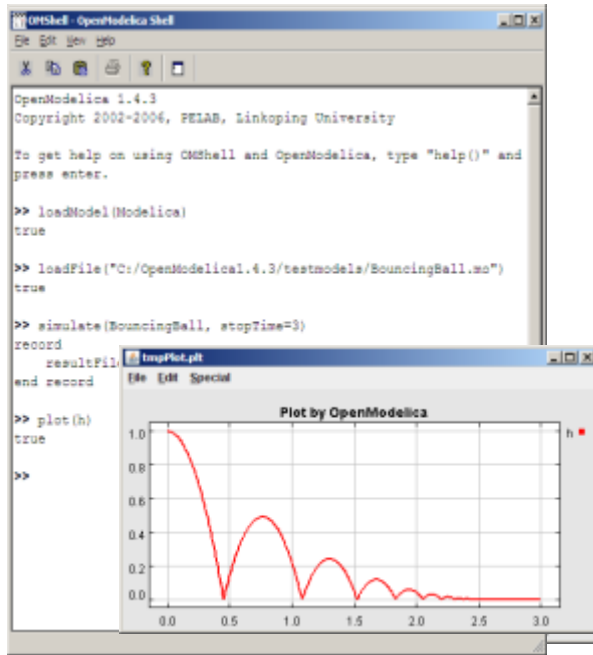 OMShell - OpenModelica Shell
File Edit View Help
OpenModelica 1.4.3
Copyright 2002-2006, PELAB, Linkoping University
To get help on using OMShell and OpenModelica, type "help()" and
press enter.
>> loadModel(Modelica)
true
>> loadFile("C:/OpenModelica1.4.3/testmodels/BouncingBall.mo")
true
>> simulate(BouncingBall, stopTime=3)
record
resultFil
end record
>> plot(h)
true
>>
tmpPlot.plt
File Edit Special
Plot by OpenModelica
h
1.0
0.8
0.6
0.4
0.2
0.0
0.0 0.5 1.0 1.5 2.0 2.5 3.0